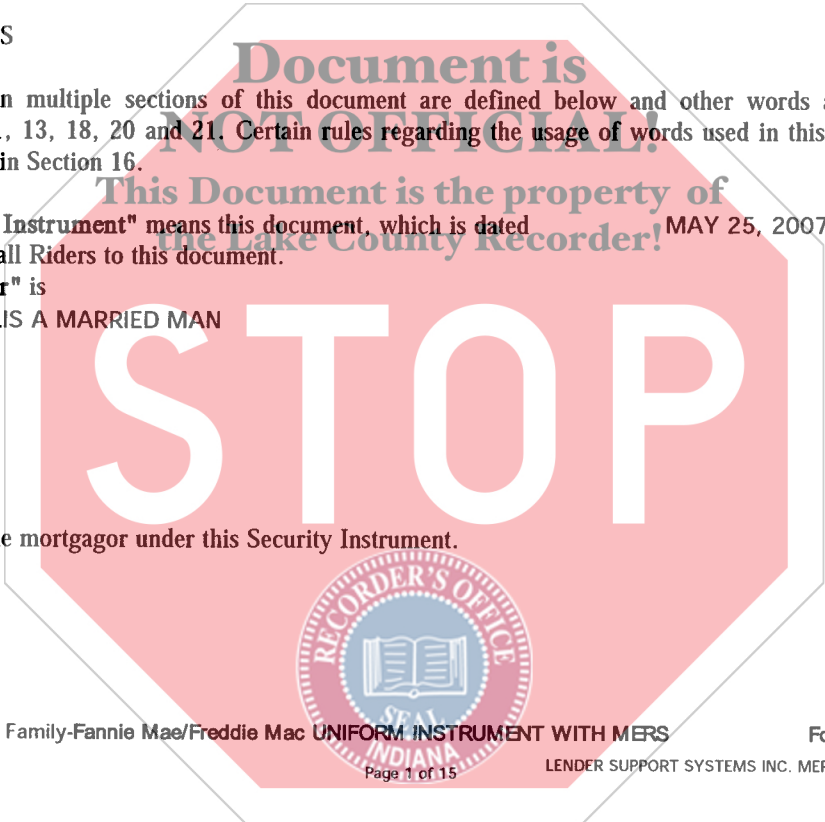 S
Document is
n multiple sections of this document are defined below and other words
, 13, 18, 20 and 21. Certain rules regarding the usage of words used in this
NOT OFFICIAL!
in Section 16.
This Document is the property of
Instrument" means this document, which is dated MAY 25, 2007
the Lake County Recorder!
all Riders to this document.
r" is
IS A MARRIED MAN
STOP
e mortgagor under this Security Instrument.
RECORDER'S OFFICE
SEAL
INDIANA
Family-Fannie Mae/Freddie Mac UNIFORM INSTRUMENT WITH MERS Fo
Page 1 of 15
LENDER SUPPORT SYSTEMS INC. MER